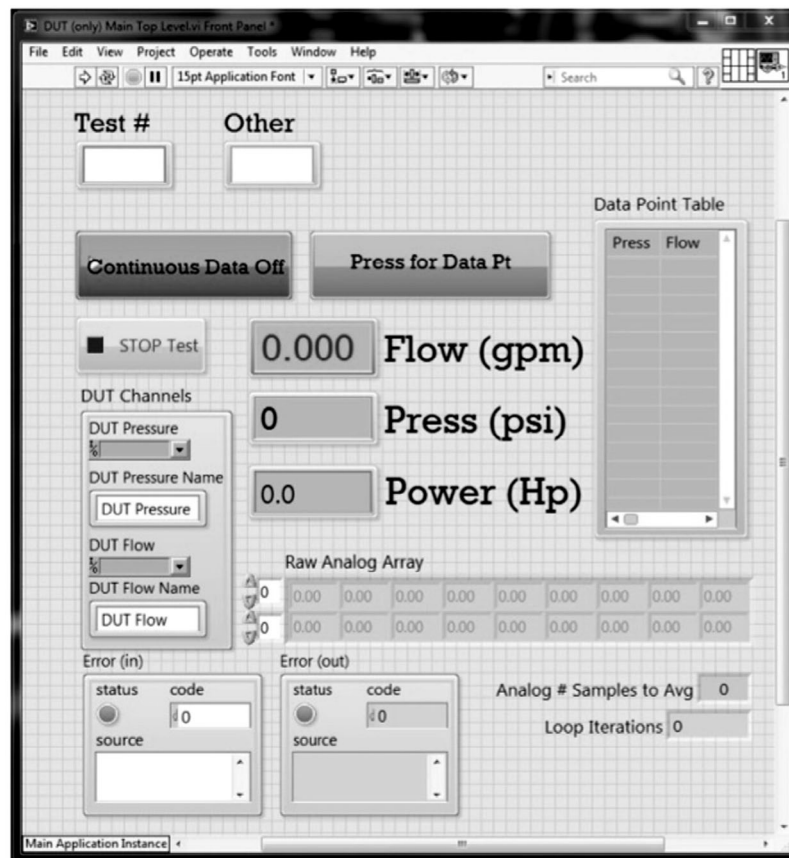 DUT (only) Main Top Level.vi Front Panel *
File Edit View Project Operate Tools Window Help
15pt Application Font Search
1
Test # Other
Data Point Table
Press Flow
Continuous Data Off
Press for Data Pt
STOP Test
0.000 Flow (gpm)
DUT Channels
0 Press (psi)
DUT Pressure
DUT Pressure Name
DUT Pressure
0.0 Power (Hp)
DUT Flow
DUT Flow Name
DUT Flow
Raw Analog Array
0 0.00 0.00 0.00 0.00 0.00 0.00 0.00 0.00 0.00
0 0.00 0.00 0.00 0.00 0.00 0.00 0.00 0.00 0.00
Error (in)
status code
0
source
Error (out)
status code
0
source
Analog # Samples to Avg 0
Loop Iterations 0
Main Application Instance